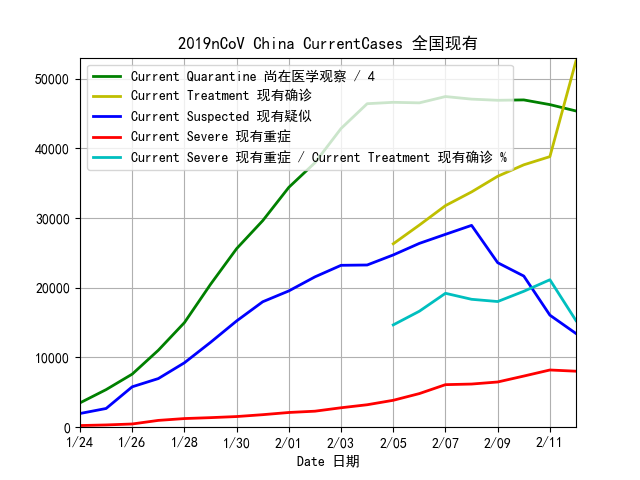 2019nCoV China CurrentCases 全国现有
Current Quarantine 尚在医学观察 / 4
Current Treatment 现有确诊
Current Suspected 现有疑似
Current Severe 现有重症
Current Severe 现有重症 / Current Treatment 现有确诊 %
50000
40000
30000
20000
10000
0
1/24 1/26 1/28 1/30 2/01 2/03 2/05 2/07 2/09 2/11
Date 日期